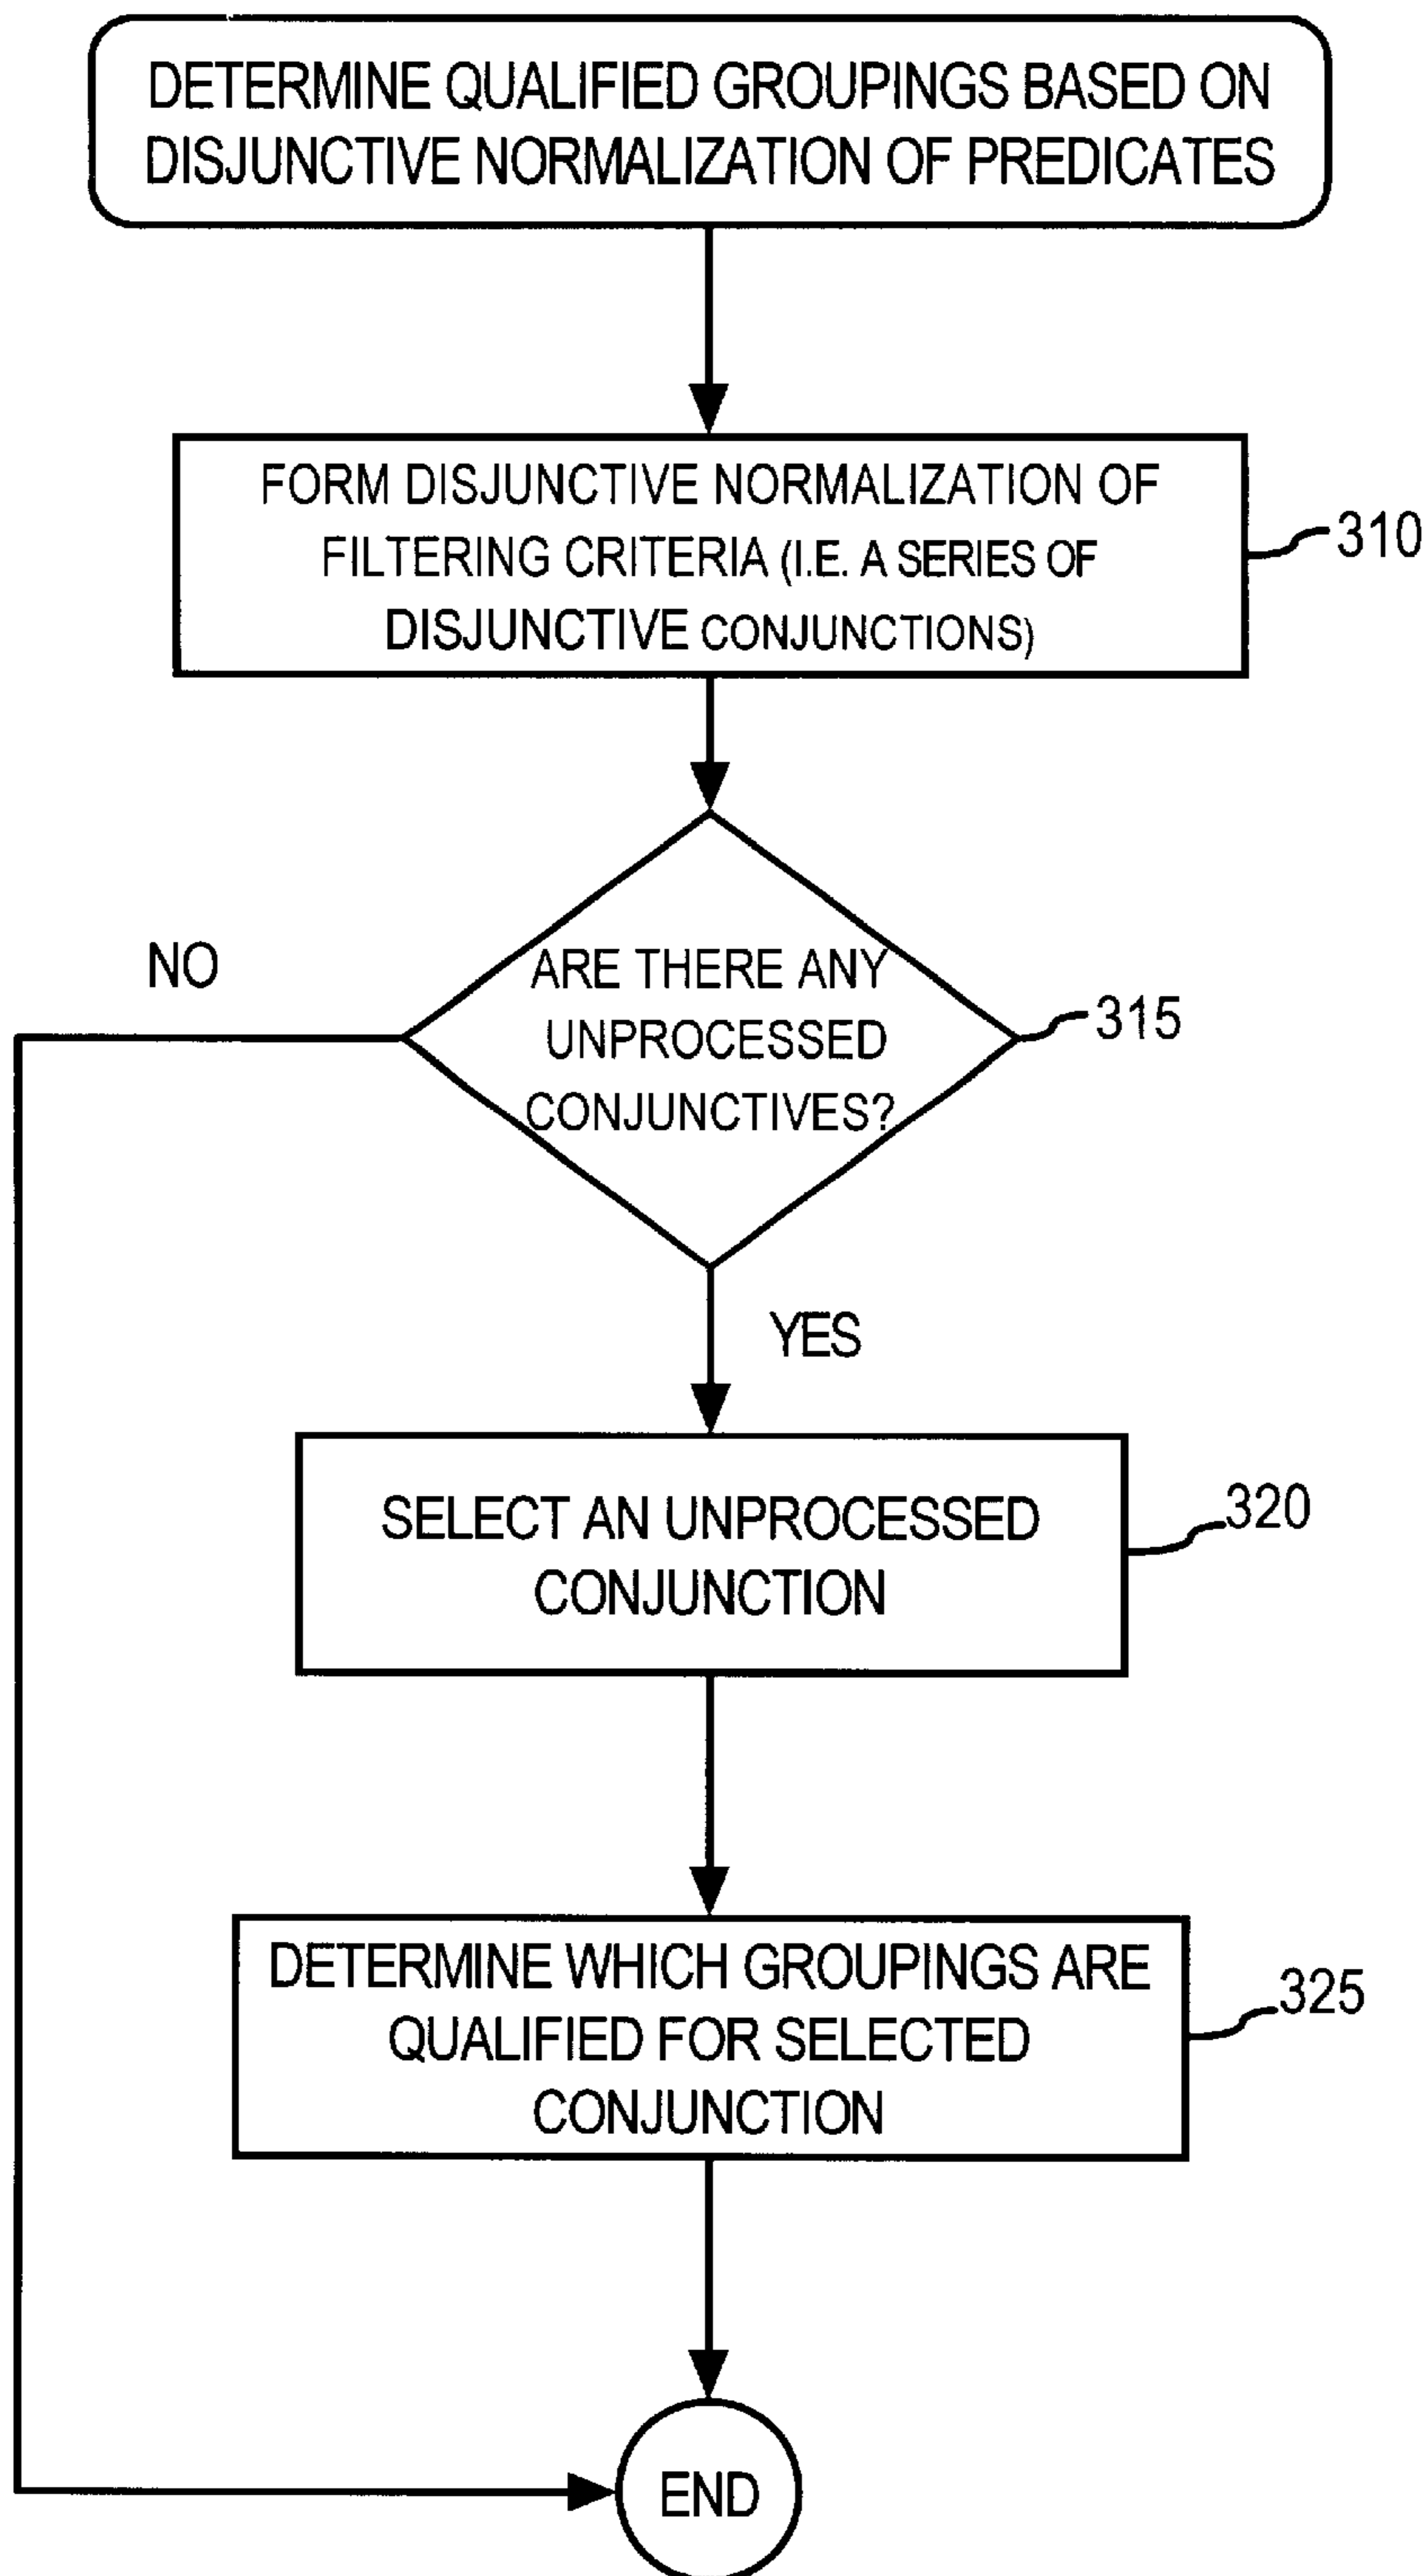 DETERMINE QUALIFIED GROUPINGS BASED ON
DISJUNCTIVE NORMALIZATION OF PREDICATES
FORM DISJUNCTIVE NORMALIZATION OF
FILTERING CRITERIA (I.E. A SERIES OF
DISJUNCTIVE CONJUNCTIONS)
310
ARE THERE ANY
UNPROCESSED
CONJUNCTIVES?
315
NO
YES
SELECT AN UNPROCESSED
CONJUNCTION
320
DETERMINE WHICH GROUPINGS ARE
QUALIFIED FOR SELECTED
CONJUNCTION
325
END